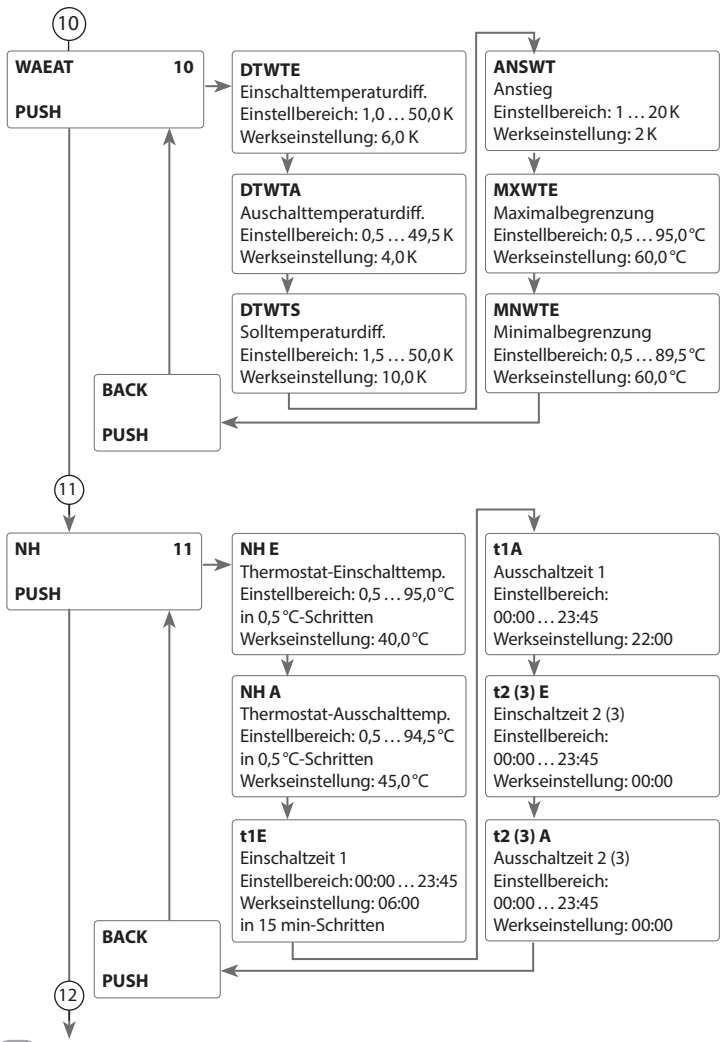 10
WAEAT 10
PUSH
DTWTE
Einschalttemperaturdiff.
Einstellbereich: 1,0 … 50,0 K
Werkseinstellung: 6,0 K
DTWTA
Auschalttemperaturdiff.
Einstellbereich: 0,5 … 49,5 K
Werkseinstellung: 4,0 K
DTWTS
Solltemperaturdiff.
Einstellbereich: 1,5 … 50,0 K
Werkseinstellung: 10,0 K
ANSWT
Anstieg
Einstellbereich: 1 … 20 K
Werkseinstellung: 2 K
MXWTE
Maximalbegrenzung
Einstellbereich: 0,5 … 95,0 °C
Werkseinstellung: 60,0 °C
MNWTE
Minimalbegrenzung
Einstellbereich: 0,5 … 89,5 °C
Werkseinstellung: 60,0 °C
BACK
PUSH
11
NH 11
PUSH
NH E
Thermostat-Einschalttemp.
Einstellbereich: 0,5 … 95,0 °C
in 0,5 °C-Schritten
Werkseinstellung: 40,0 °C
NH A
Thermostat-Ausschalttemp.
Einstellbereich: 0,5 … 94,5 °C
in 0,5 °C-Schritten
Werkseinstellung: 45,0 °C
t1E
Einschaltzeit 1
Einstellbereich: 00:00 … 23:45
Werkseinstellung: 06:00
in 15 min-Schritten
t1A
Ausschaltzeit 1
Einstellbereich:
00:00 … 23:45
Werkseinstellung: 22:00
t2 (3) E
Einschaltzeit 2 (3)
Einstellbereich:
00:00 … 23:45
Werkseinstellung: 00:00
t2 (3) A
Ausschaltzeit 2 (3)
Einstellbereich:
00:00 … 23:45
Werkseinstellung: 00:00
BACK
PUSH
12